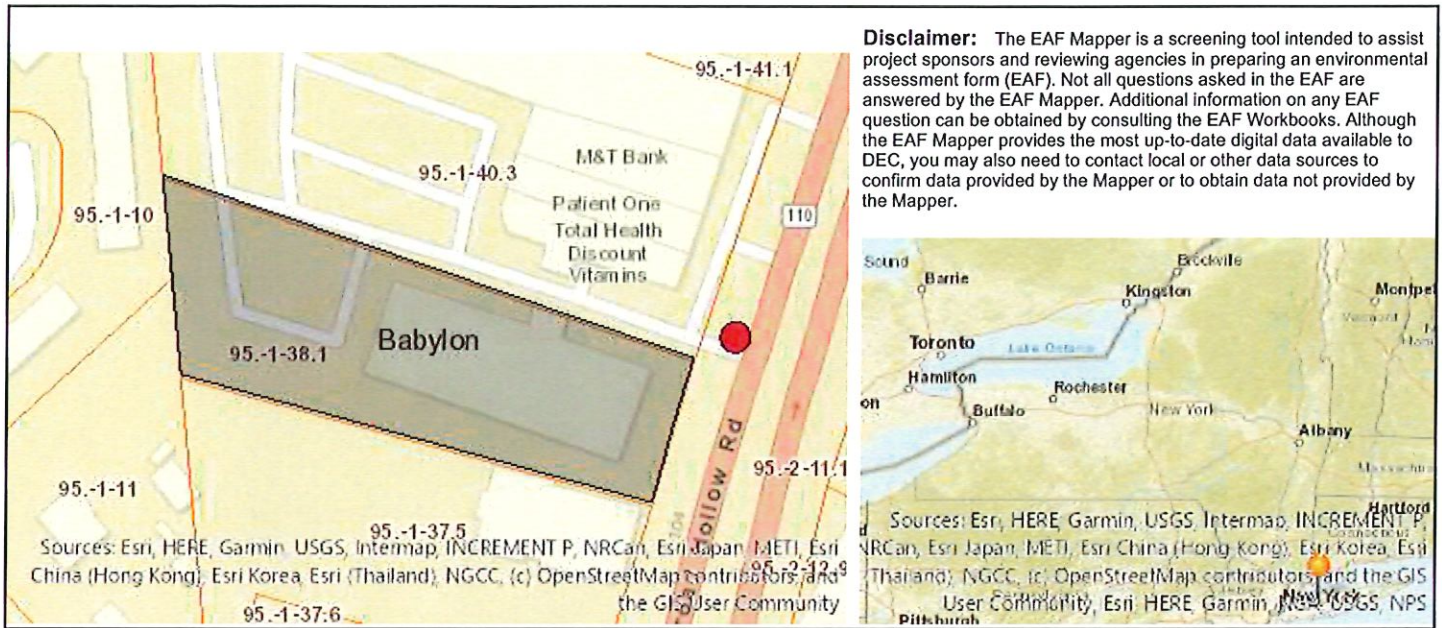 Disclaimer: The EAF Mapper is a screening tool intended to assist
project sponsors and reviewing agencies in preparing an environmental
assessment form (EAF). Not all questions asked in the EAF are
answered by the EAF Mapper. Additional information on any EAF
question can be obtained by consulting the EAF Workbooks. Although
the EAF Mapper provides the most up-to-date digital data available to
DEC, you may also need to contact local or other data sources to
confirm data provided by the Mapper or to obtain data not provided by
the Mapper.
95.-1-41.1
M&T Bank
95.-1-40.3
Patient One
Total Health
Discount
Vitamins
110
95.-1-10
Babylon
95.-1-38.1
Hollow Rd
95.-2-11.1
95.-1-11
95.-1-37.5
Sources: Esri, HERE, Garmin, USGS, Intermap, INCREMENT P, NRCan, Esri Japan, METI, Esri
China (Hong Kong), Esri Korea, Esri (Thailand), NGCC, (c) OpenStreetMap contributors, and
the GIS User Community
95.-2-12.9
95.-1-37.6
Sound
Barrie
Brockville
Kingston
Montpel
Vermont
Toronto
Lake Ontario
Hamilton
Rochester
on
Buffalo
New York
Albany
Hartford
Sources: Esri, HERE, Garmin, USGS, Intermap, INCREMENT P,
NRCan, Esri Japan, METI, Esri China (Hong Kong), Esri Korea, Esri
(Thailand), NGCC, (c) OpenStreetMap contributors, and the GIS
User Community, Esri, HERE, Garmin, NGA, USGS, NPS
New York
Pittsburgh